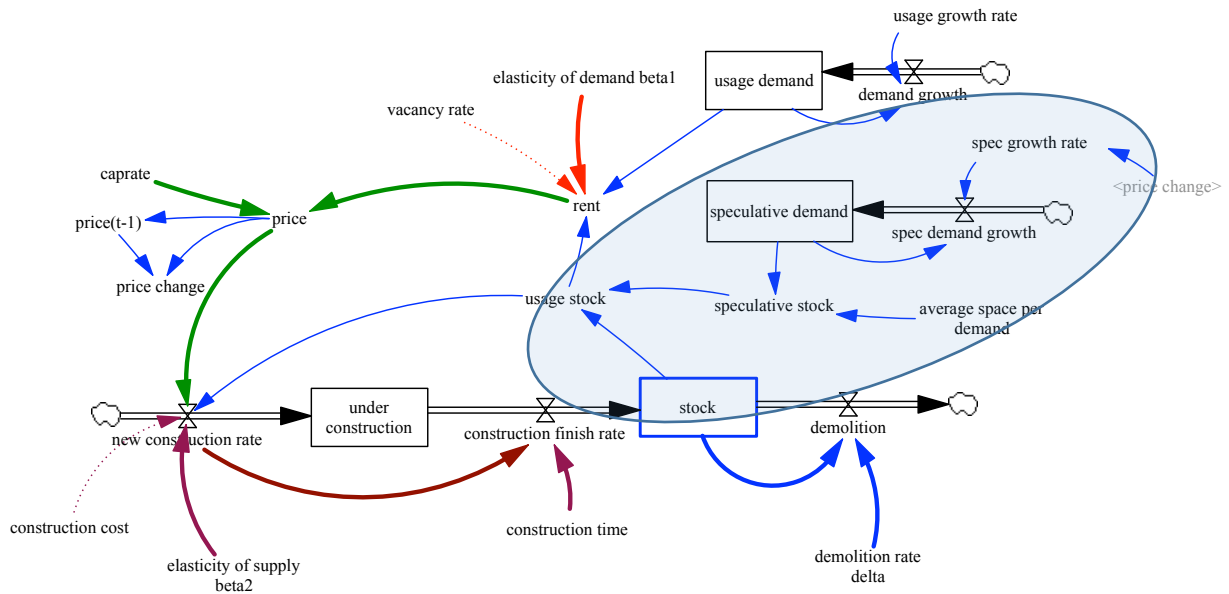 usage growth rate
elasticity of demand beta1
usage demand
demand growth
vacancy rate
spec growth rate
caprate
<price change>
rent
price
price(t-1)
speculative demand
spec demand growth
price change
usage stock
speculative stock
average space per
demand
under
construction
stock
new construction rate
construction finish rate
demolition
construction cost
construction time
elasticity of supply
beta2
demolition rate
delta